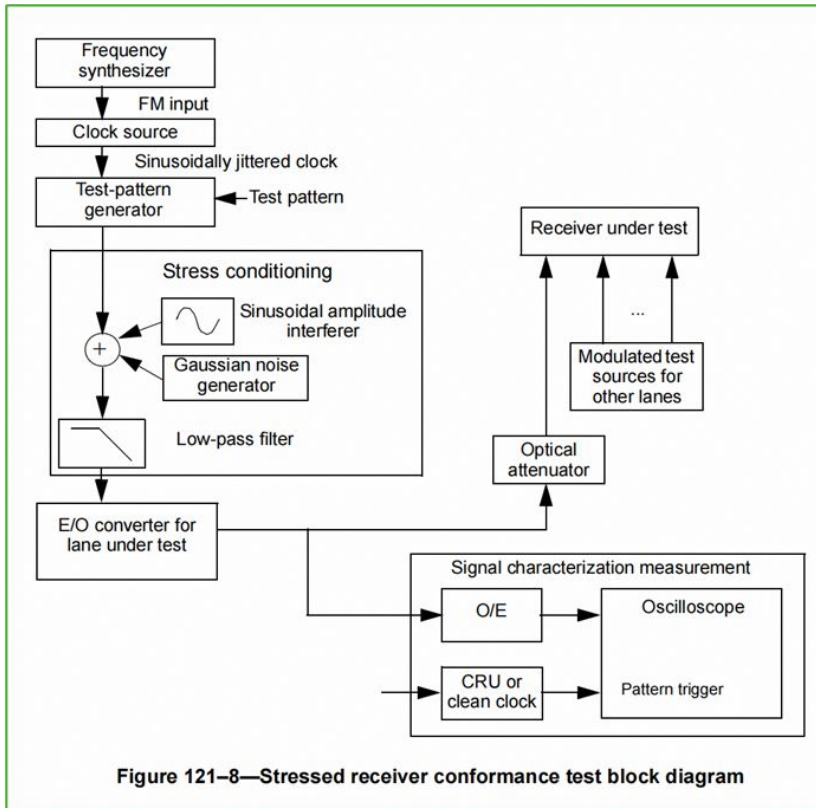 Frequency
synthesizer
FM input
Clock source
Sinusoidally jittered clock
Test-pattern
generator
Test pattern
Stress conditioning
Sinusoidal amplitude
interferer
+
Gaussian noise
generator
Low-pass filter
E/O converter for
lane under test
Receiver under test
...
Modulated test
sources for
other lanes
Optical
attenuator
Signal characterization measurement
O/E
Oscilloscope
CRU or
clean clock
Pattern trigger
Figure 121–8—Stressed receiver conformance test block diagram